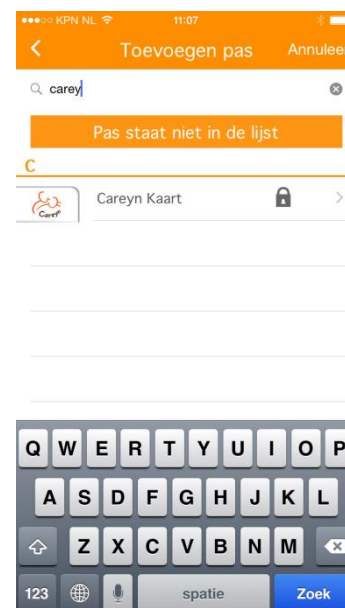 KPN NL 11:07
Toevoegen pas Annulee
carey
Pas staat niet in de lijst
C
Careyn Careyn Kaart
Q W E R T Y U I O P
A S D F G H J K L
Z X C V B N M
123 spatie Zoek